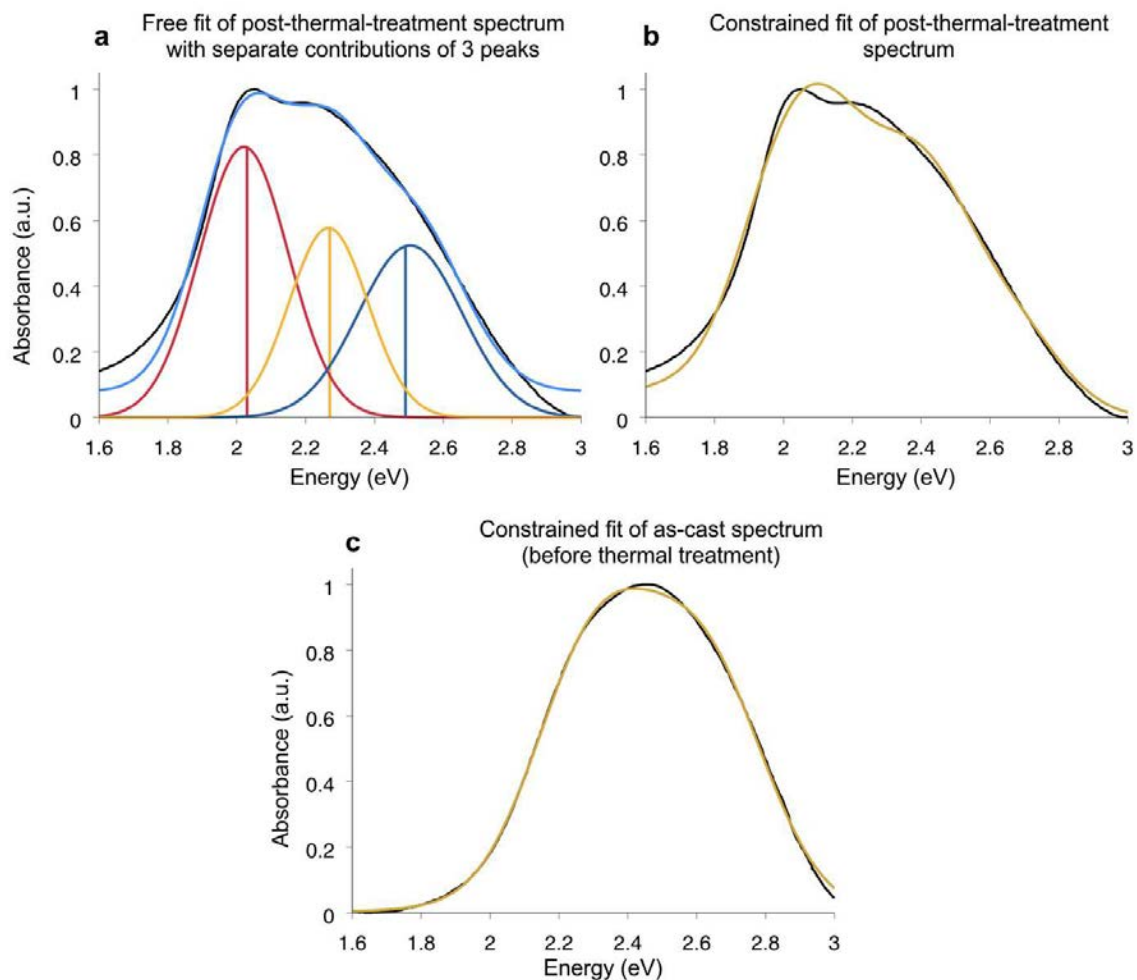 a
Free fit of post-thermal-treatment spectrum
with separate contributions of 3 peaks
1
0.8
0.6
0.4
0.2
0
Absorbance (a.u.)
1.6 1.8 2 2.2 2.4 2.6 2.8 3
Energy (eV)
b
Constrained fit of post-thermal-treatment
spectrum
1
0.8
0.6
0.4
0.2
0
1.6 1.8 2 2.2 2.4 2.6 2.8 3
Energy (eV)
c
Constrained fit of as-cast spectrum
(before thermal treatment)
1
0.8
0.6
0.4
0.2
0
Absorbance (a.u.)
1.6 1.8 2 2.2 2.4 2.6 2.8 3
Energy (eV)